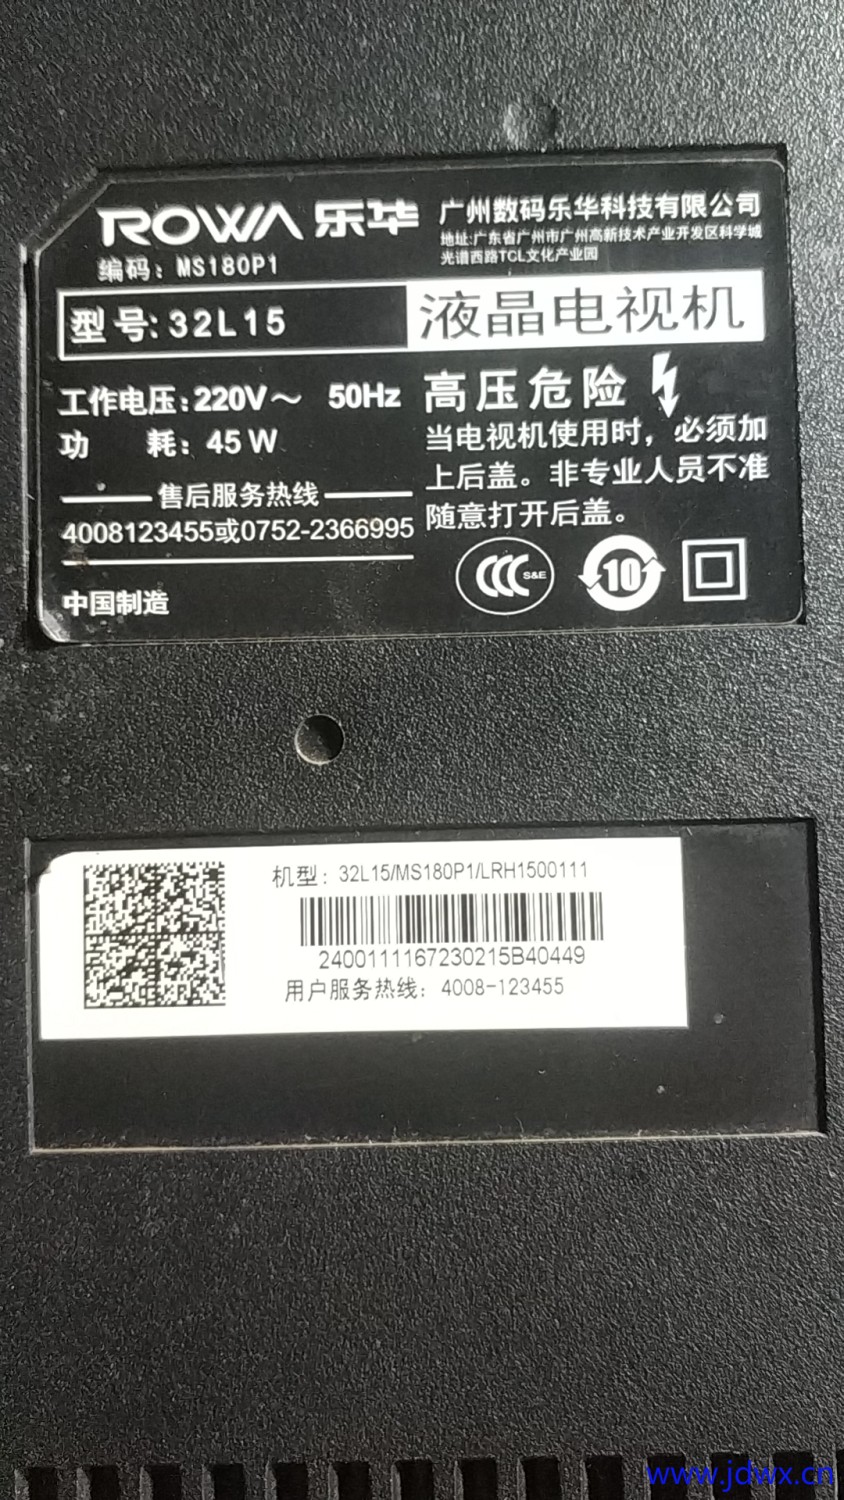 ROWA 乐华
广州数码乐华科技有限公司
地址:广东省广州市广州高新技术产业开发区科学城
光谱西路TCL文化产业园
编码：MS180P1
型号:32L15
液晶电视机
工作电压:220V～ 50Hz
功 耗：45W
高压危险
当电视机使用时，必须加
上后盖。非专业人员不准
随意打开后盖。
售后服务热线
4008123455或0752-2366995
中国制造
CCC S&E
10
机型：32L15/MS180P1/LRH1500111
2400111167230215B40449
用户服务热线：4008-123455
www.jdwx.cn